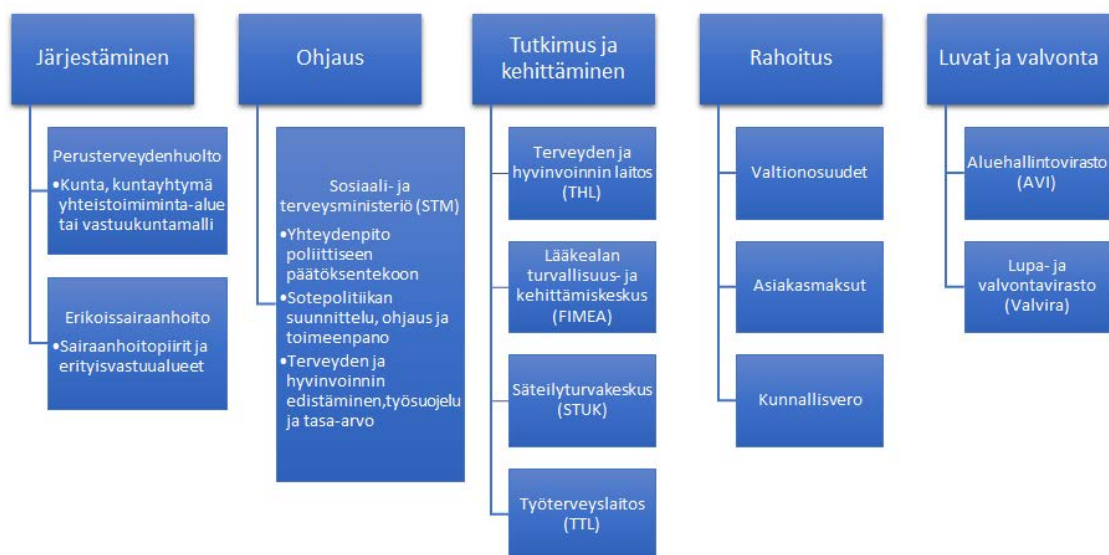 Järjestäminen
Perusterveydenhuolto
•Kunta, kuntayhtymä
yhteistoimiminta-alue
tai vastuukuntamalli
Erikoissairaanhoito
•Sairaanhoitopiirit ja
erityisvastuualueet
Ohjaus
Sosiaali- ja
terveysministeriö (STM)
•Yhteydenpito
poliittiseen
päätöksentekoon
•Sotepolitiikan
suunnittelu, ohjaus ja
toimeenpano
•Terveyden ja
hyvinvoinnin
edistäminen,työsuojelu
ja tasa-arvo
Tutkimus ja
kehittäminen
Terveyden ja
hyvinvoinnin laitos
(THL)
Lääkealan
turvallisuus- ja
kehittämiskeskus
(FIMEA)
Säteilyturvakeskus
(STUK)
Työterveyslaitos
(TTL)
Rahoitus
Valtionosuudet
Asiakasmaksut
Kunnallisvero
Luvat ja valvonta
Aluehallintovirasto
(AVI)
Lupa- ja
valvontavirasto
(Valvira)